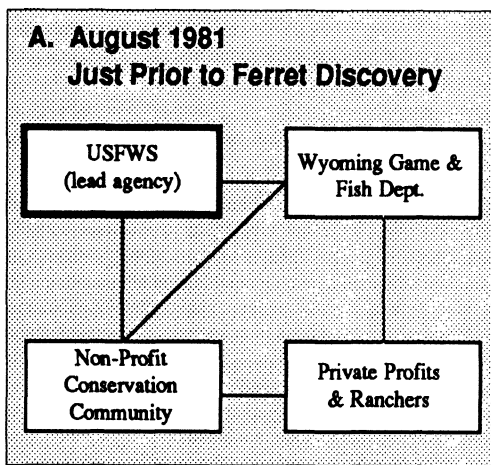 A. August 1981
Just Prior to Ferret Discovery
USFWS
(lead agency)
Wyoming Game &
Fish Dept.
Non-Profit
Conservation
Community
Private Profits
& Ranchers